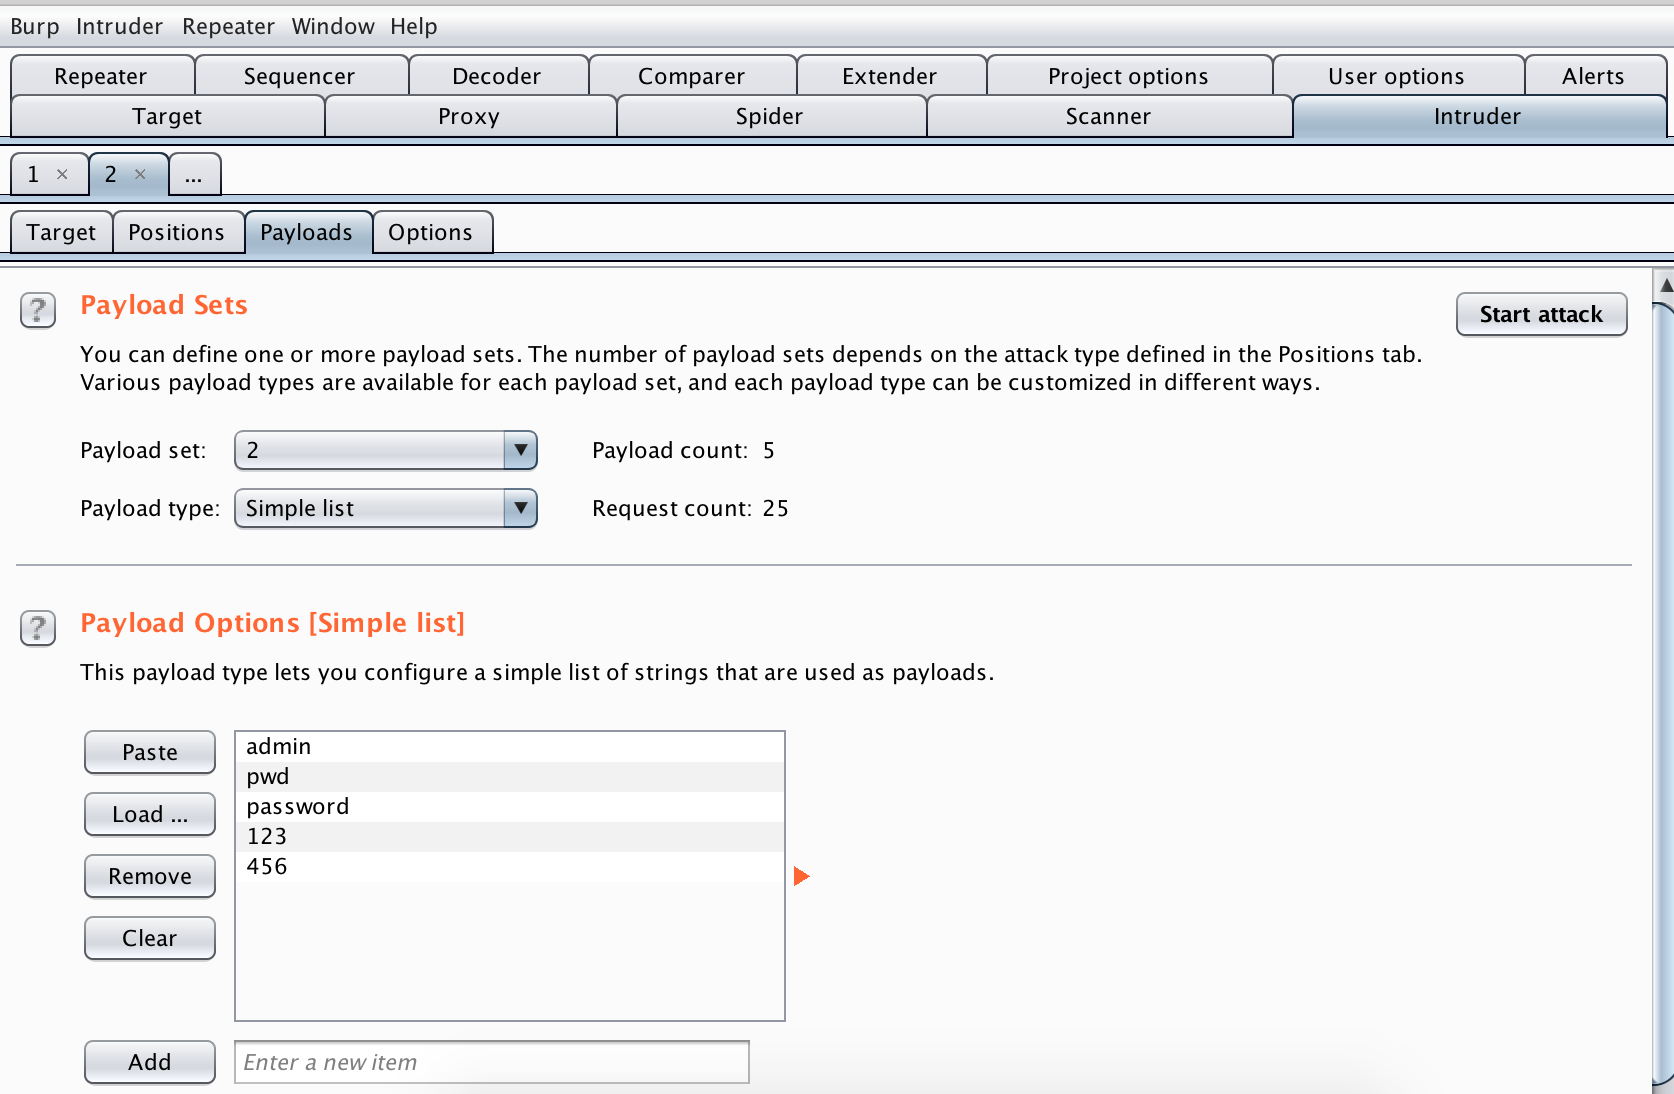 Burp Intruder Repeater Window Help
Repeater Sequencer Decoder Comparer Extender Project options User options Alerts
Target Proxy Spider Scanner Intruder
1 × 2 × ...
Target Positions Payloads Options
? Payload Sets
Start attack
You can define one or more payload sets. The number of payload sets depends on the attack type defined in the Positions tab.
Various payload types are available for each payload set, and each payload type can be customized in different ways.
Payload set: 2 Payload count: 5
Payload type: Simple list Request count: 25
? Payload Options [Simple list]
This payload type lets you configure a simple list of strings that are used as payloads.
Paste
Load ...
Remove
Clear
admin
pwd
password
123
456
Add Enter a new item